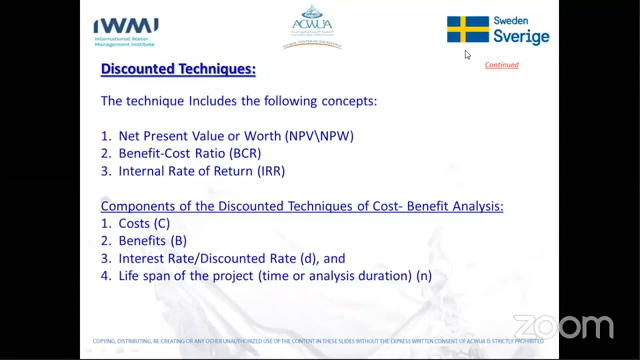 IWMI
International Water
Management Institute
ACWUA
Sweden
Sverige
Discounted Techniques:
Continued
The technique Includes the following concepts:
1. Net Present Value or Worth (NPV\NPW)
2. Benefit-Cost Ratio (BCR)
3. Internal Rate of Return (IRR)
Components of the Discounted Techniques of Cost- Benefit Analysis:
1. Costs (C)
2. Benefits (B)
3. Interest Rate/Discounted Rate (d), and
4. Life span of the project (time or analysis duration) (n)
zoom
COPYING, DISTRIBUTING, RE-CREATING OR ANY OTHER UNAUTHORIZED USE OF THE CONTENT IN THESE SLIDES WITHOUT THE EXPRESS WRITTEN CONSENT OF ACWUA IS STRICTLY PROHIBITED